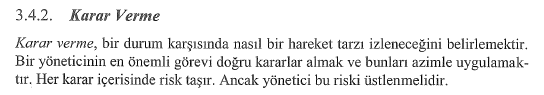 3.4.2. Karar Verme
Karar verme, bir durum karşısında nasıl bir hareket tarzı izleneceğini belirlemektir.
Bir yöneticinin en önemli görevi doğru kararlar almak ve bunları azimle uygulamak-
tır. Her karar içerisinde risk taşır. Ancak yönetici bu riski üstlenmelidir.